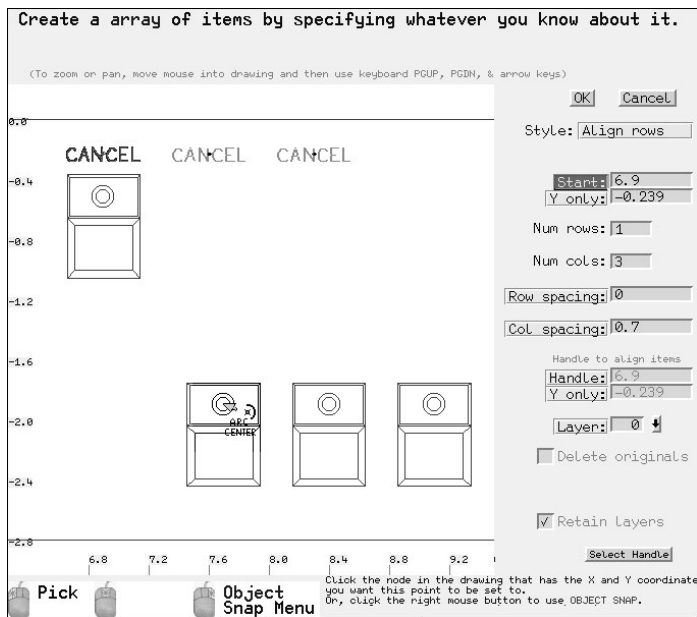 Create a array of items by specifying whatever you know about it.
(To zoom or pan, move mouse into drawing and then use keyboard PGUP, PGDN, & arrow keys)
OK Cancel
Style: Align rows
0.0
CANCEL CANCEL CANCEL
-0.4
Start: 6.9
Y only: -0.239
-0.8
Num rows: 1
Num cols: 3
-1.2
Row spacing: 0
Col spacing: 0.7
-1.6
Handle to align items
Handle: 6.9
Y only: -0.239
-2.0
ARC
CENTER
Layer: 0
Delete originals
-2.4
Retain layers
-2.8
Select Handle
6.8 7.2 7.6 8.0 8.4 8.8 9.2
Pick
Object
Snap Menu
Click the node in the drawing that has the X and Y coordinate
you want this point to be set to.
Or, click the right mouse button to use OBJECT SNAP.